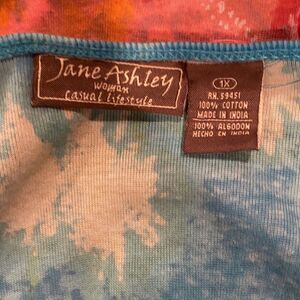 Jane Ashley
WOMAN
casual lifestyle
1X
RN. 59451
100% COTTON
MADE IN INDIA
100% ALGODON
HECHO EN INDIA